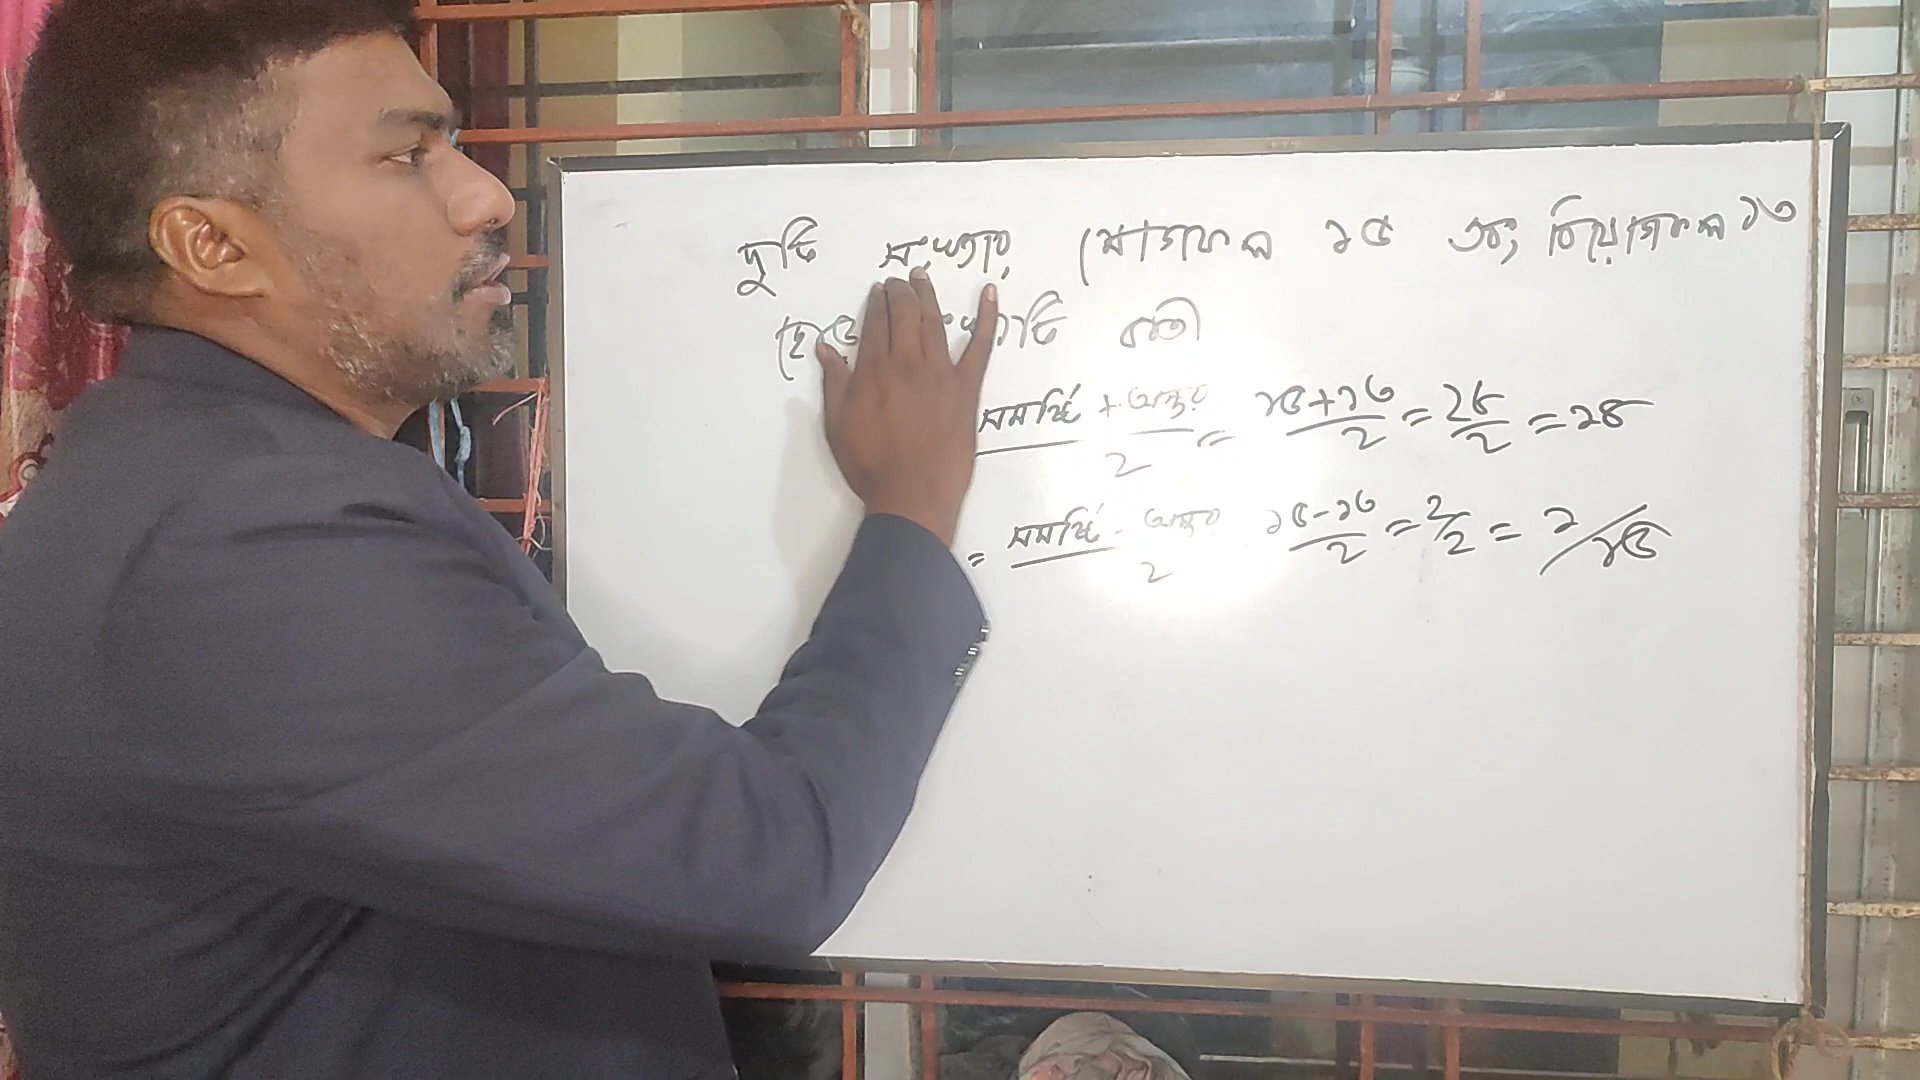 দুটি সংখ্যার যোগফল ১৫ এবং বিয়োগফল ১৩
সংখ্যাটি কত
সমষ্টি + অন্তর / ২ = ১৫+১৩ / ২ = ২৮ / ২ = ১৪
= সমষ্টি - অন্তর / ২ ১৫-১৩ / ২ = ২/২ = ১/১৫